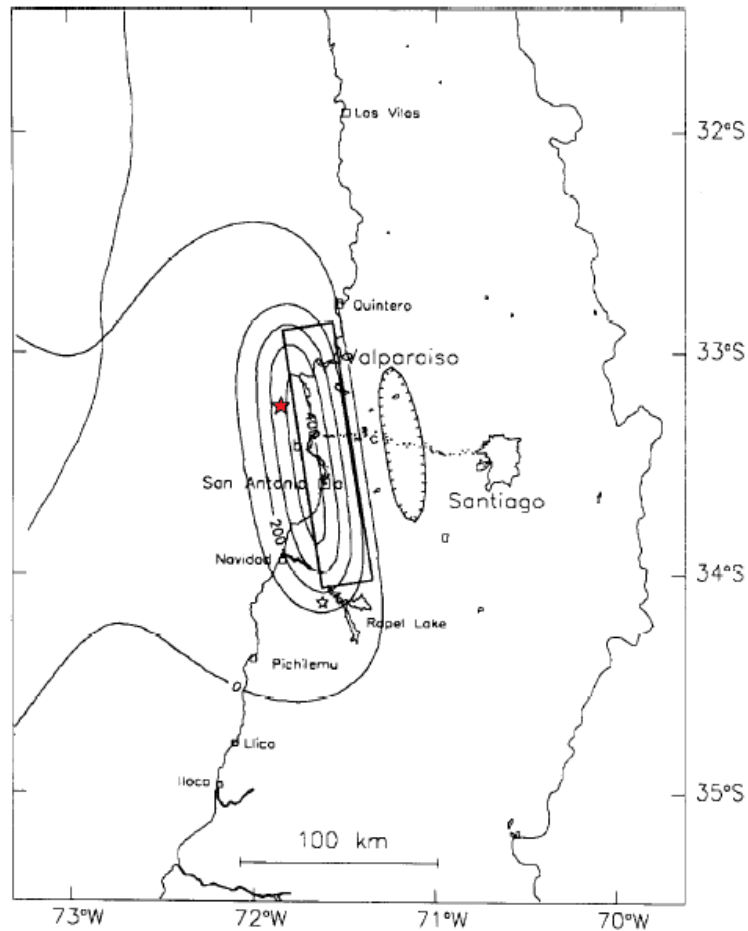 Los Vilos
32°S
Quintero
Valparaiso
33°S
400
San Antonio
Santiago
200
Navidad
34°S
Rapel Lake
Pichilemu
0
Llico
Iloca
35°S
100 km
73°W
72°W
71°W
70°W